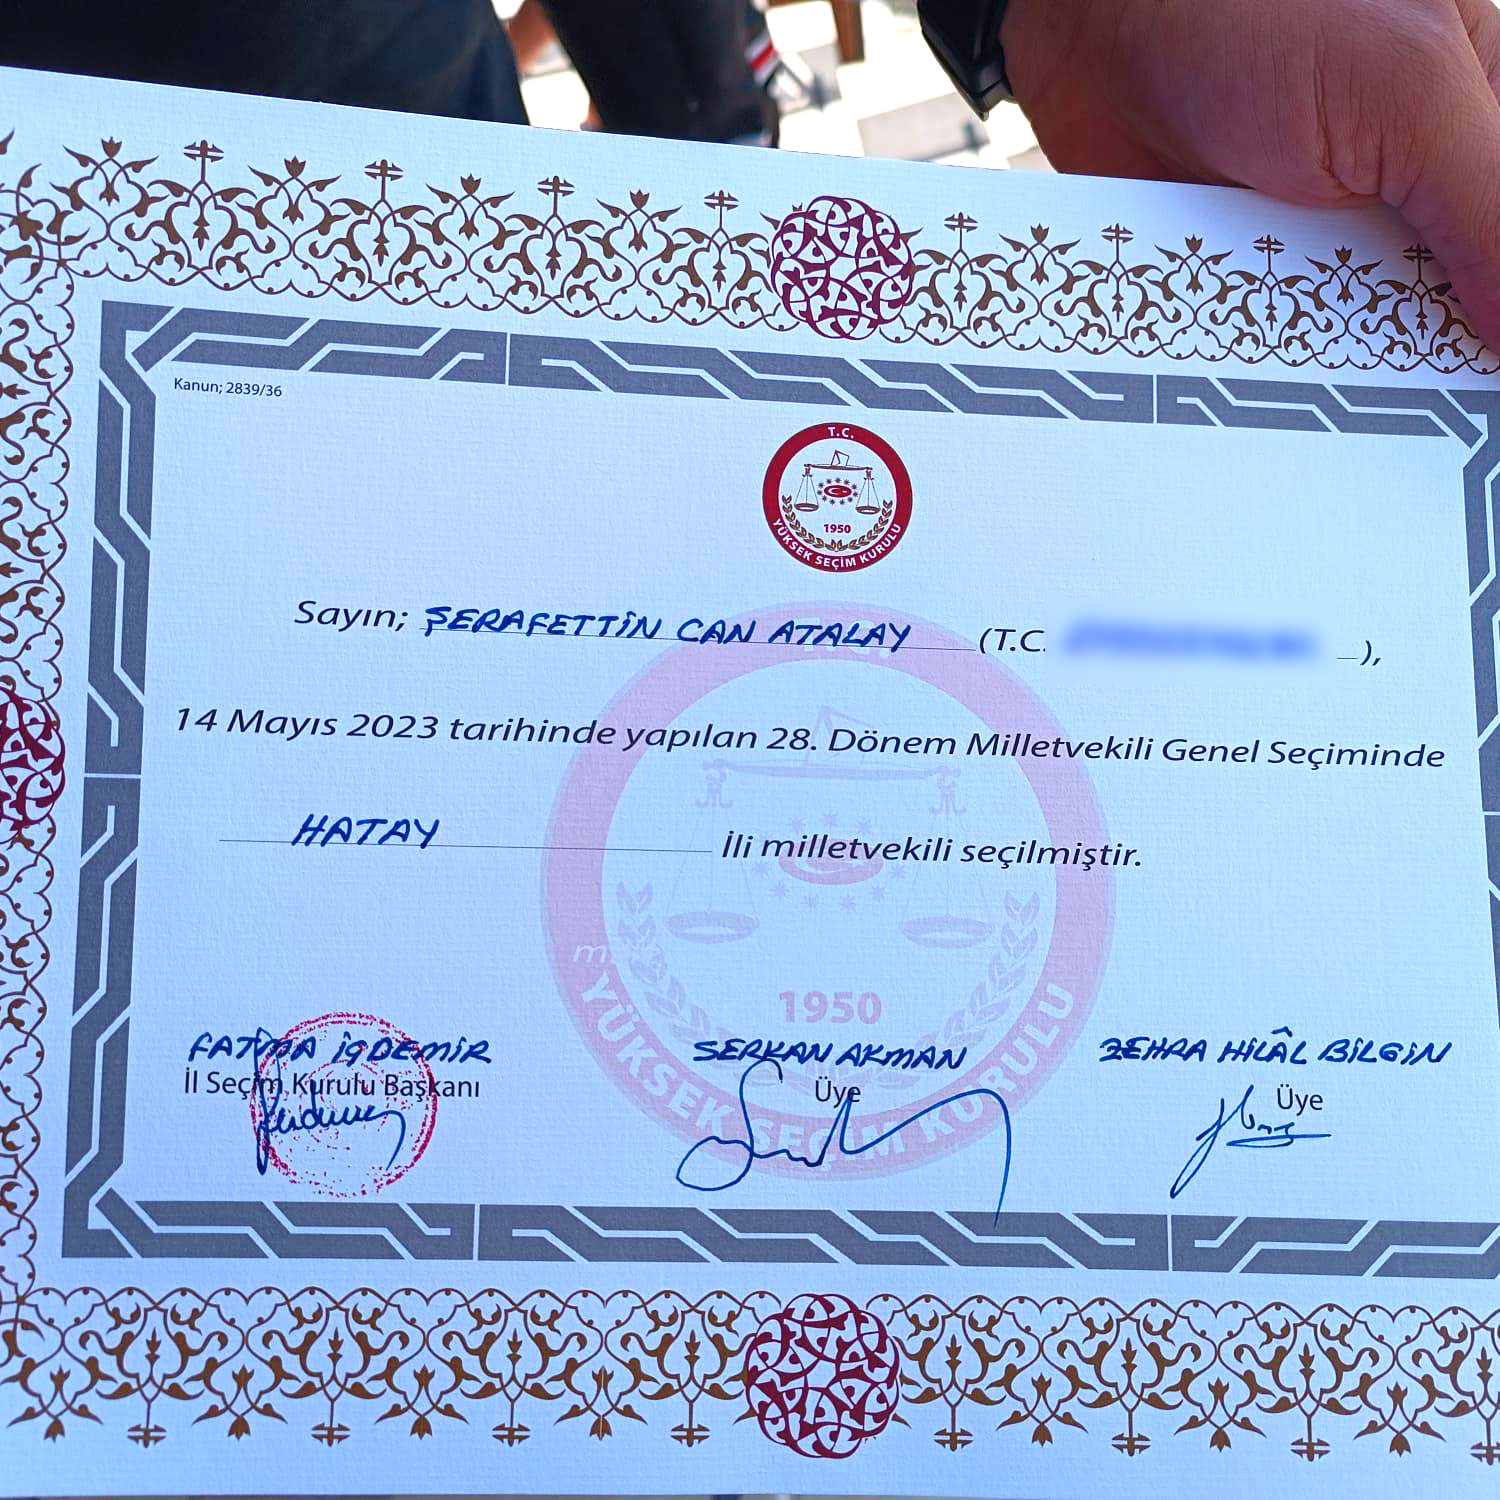 Kanun; 2839/36
T.C.
1950
YÜKSEK SEÇİM KURULU
Sayın; ŞERAFETTİN CAN ATALAY (T.C. ),
14 Mayıs 2023 tarihinde yapılan 28. Dönem Milletvekili Genel Seçiminde
HATAY İli milletvekili seçilmiştir.
1950
YÜKSEK SEÇİM KURULU
FATMA İĞDEMİR SERKAN AKMAN ZEHRA HİLÂL BİLGİN
İl Seçim Kurulu Başkanı Üye Üye